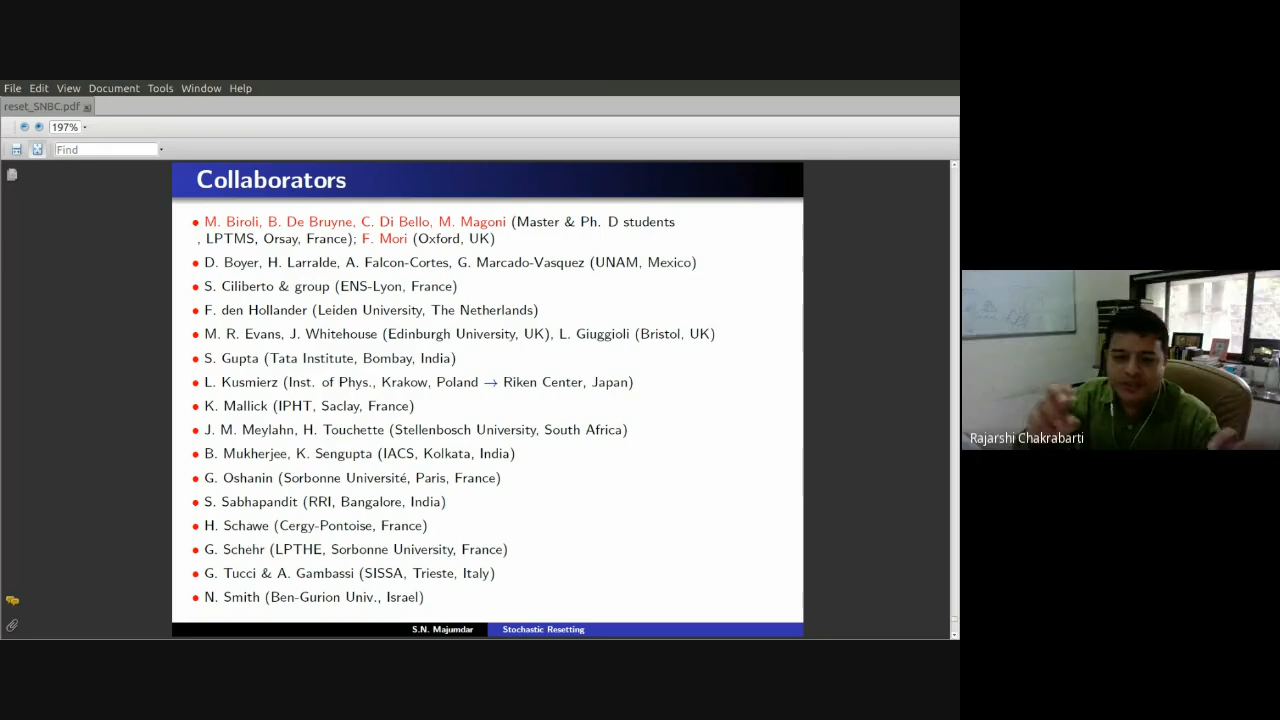 File Edit View Document Tools Window Help
reset_SNBC.pdf
197%
Find
Collaborators
M. Biroli, B. De Bruyne, C. Di Bello, M. Magoni (Master & Ph. D students
, LPTMS, Orsay, France); F. Mori (Oxford, UK)
D. Boyer, H. Larralde, A. Falcon-Cortes, G. Marcado-Vasquez (UNAM, Mexico)
S. Ciliberto & group (ENS-Lyon, France)
F. den Hollander (Leiden University, The Netherlands)
M. R. Evans, J. Whitehouse (Edinburgh University, UK), L. Giuggioli (Bristol, UK)
S. Gupta (Tata Institute, Bombay, India)
L. Kusmierz (Inst. of Phys., Krakow, Poland → Riken Center, Japan)
K. Mallick (IPHT, Saclay, France)
J. M. Meylahn, H. Touchette (Stellenbosch University, South Africa)
B. Mukherjee, K. Sengupta (IACS, Kolkata, India)
G. Oshanin (Sorbonne Université, Paris, France)
S. Sabhapandit (RRI, Bangalore, India)
H. Schawe (Cergy-Pontoise, France)
G. Schehr (LPTHE, Sorbonne University, France)
G. Tucci & A. Gambassi (SISSA, Trieste, Italy)
N. Smith (Ben-Gurion Univ., Israel)
S.N. Majumdar Stochastic Resetting
Rajarshi Chakrabarti